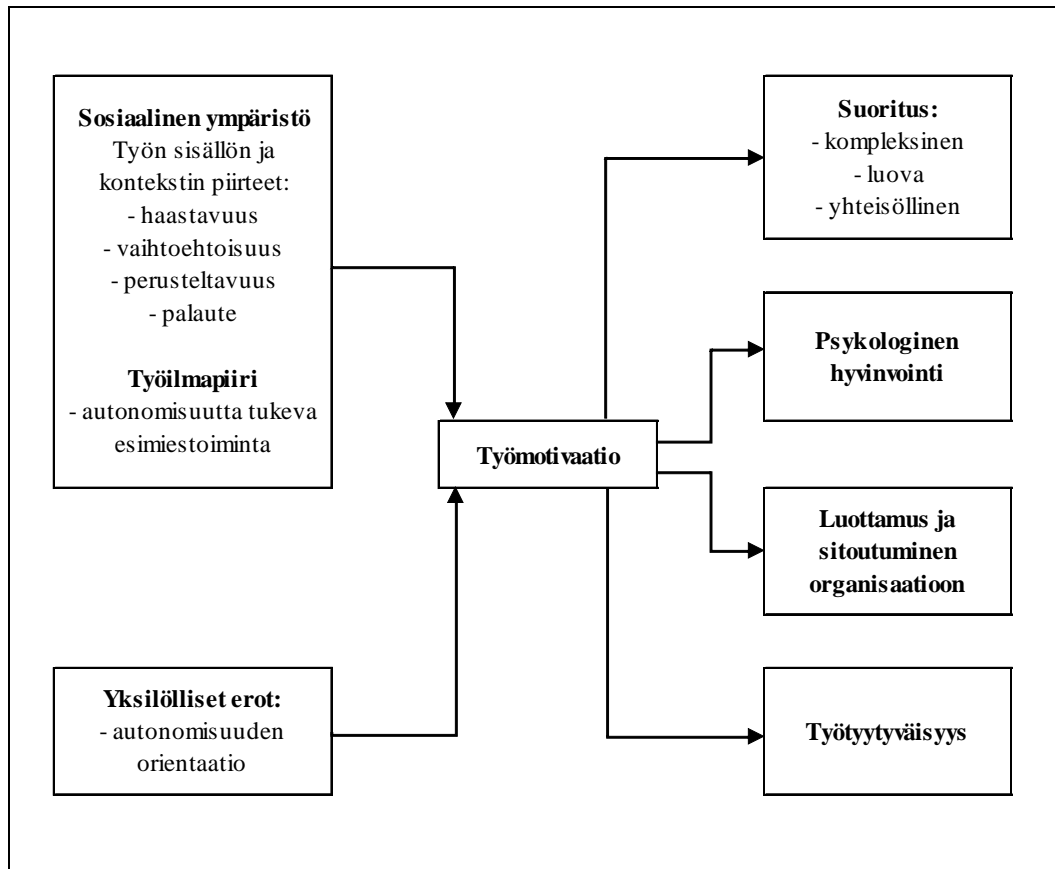 Sosiaalinen ympäristö
Työn sisällön ja
kontekstin piirteet:
- haastavuus
- vaihtoehtoisuus
- perusteltavuus
- palaute
Työilmapiiri
- autonomisuutta tukeva
esimiestoiminta
Yksilölliset erot:
- autonomisuuden
orientaatio
Työmotivaatio
Suoritus:
- kompleksinen
- luova
- yhteisöllinen
Psykologinen
hyvinvointi
Luottamus ja
sitoutuminen
organisaatioon
Työtyytyväisyys